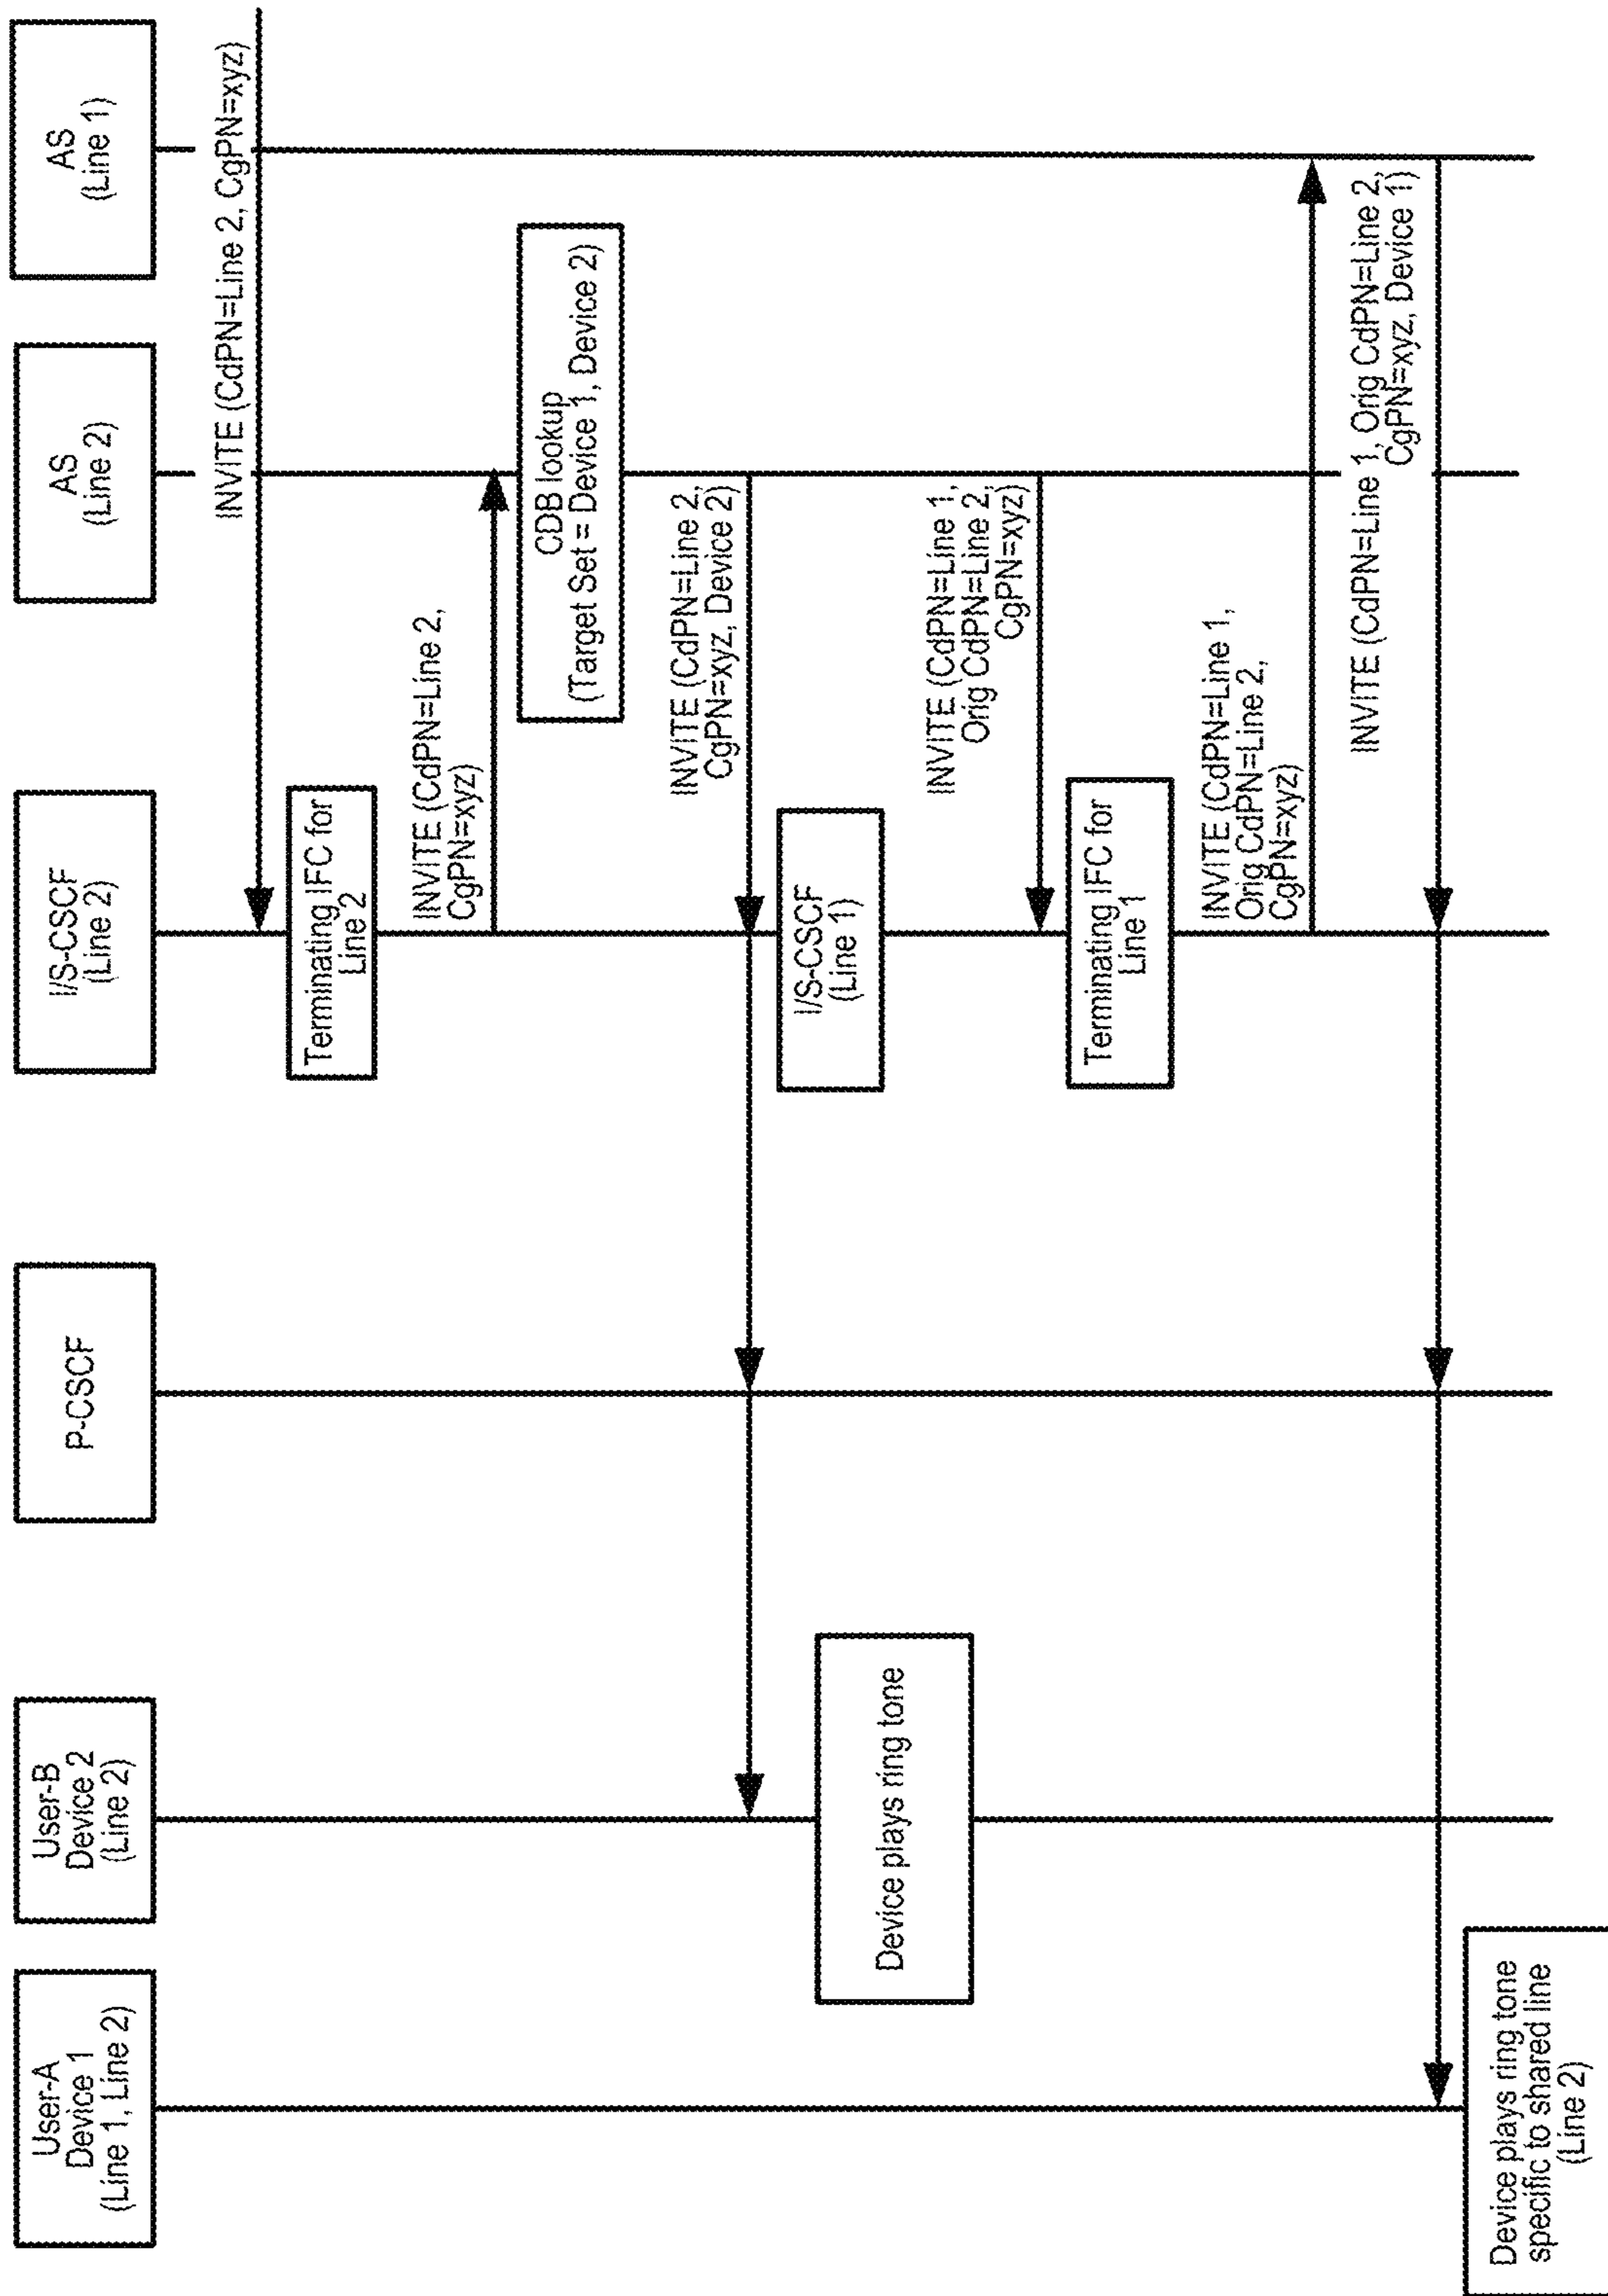 User-A
Device 1
(Line 1, Line 2)
User-B
Device 2
(Line 2)
P-CSCF
I/S-CSCF
(Line 2)
AS
(Line 2)
AS
(Line 1)
INVITE (CdPN=Line 2, CgPN=xyz)
Terminating IFC for
Line 2
INVITE (CdPN=Line 2,
CgPN=xyz)
CDB lookup
(Target Set = Device 1, Device 2)
INVITE (CdPN=Line 2,
CgPN=xyz, Device 2)
I/S-CSCF
(Line 1)
Device plays ring tone
INVITE (CdPN=Line 1,
Orig CdPN=Line 2,
CgPN=xyz)
Terminating IFC for
Line 1
INVITE (CdPN=Line 1,
Orig CdPN=Line 2,
CgPN=xyz)
INVITE (CdPN=Line 1, Orig CdPN=Line 2,
CgPN=xyz, Device 1)
Device plays ring tone
specific to shared line
(Line 2)